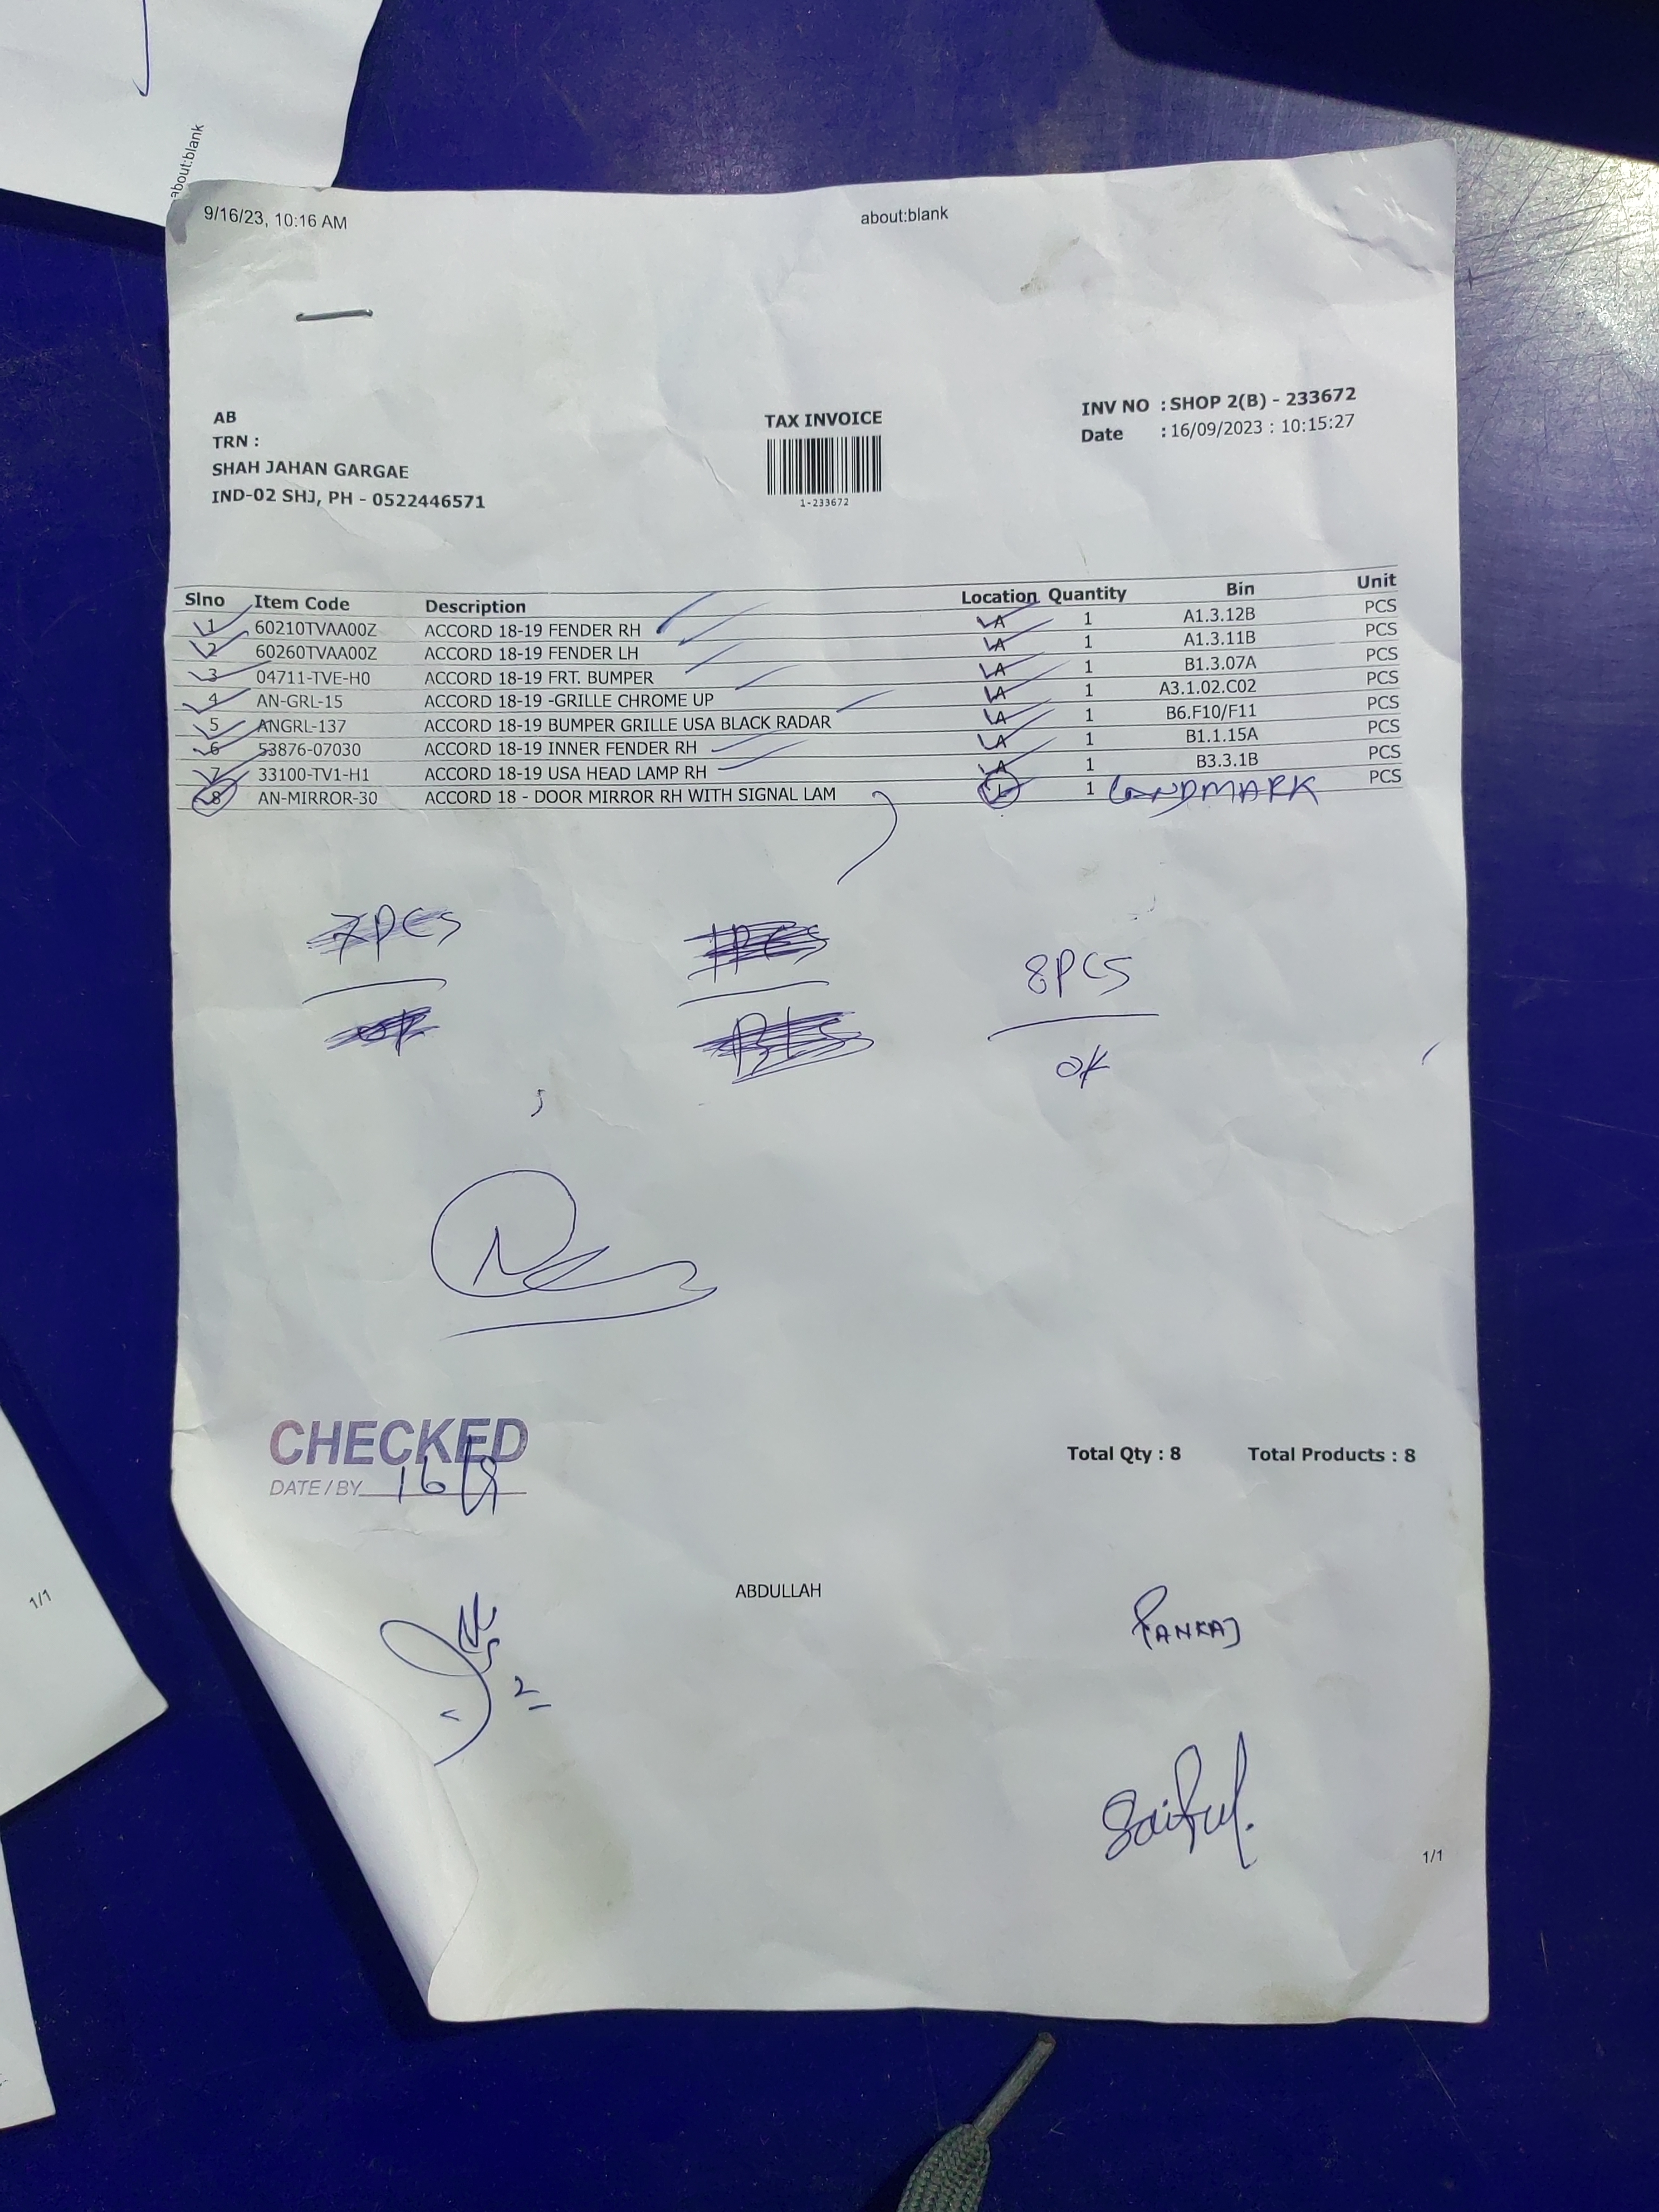 about:blank
9/16/23, 10:16 AM about:blank
AB TAX INVOICE INV NO : SHOP 2(B) - 233672
TRN : Date : 16/09/2023 : 10:15:27
SHAH JAHAN GARGAE
IND-02 SHJ, PH - 0522446571
1-233672
Slno Item Code Description Location Quantity Bin Unit
1 60210TVAA00Z ACCORD 18-19 FENDER RH A 1 A1.3.12B PCS
2 60260TVAA00Z ACCORD 18-19 FENDER LH A 1 A1.3.11B PCS
3 04711-TVE-H0 ACCORD 18-19 FRT. BUMPER A 1 B1.3.07A PCS
4 AN-GRL-15 ACCORD 18-19 -GRILLE CHROME UP A 1 A3.1.02.C02 PCS
5 ANGRL-137 ACCORD 18-19 BUMPER GRILLE USA BLACK RADAR A 1 B6.F10/F11 PCS
6 53876-07030 ACCORD 18-19 INNER FENDER RH A 1 B1.1.15A PCS
7 33100-TV1-H1 ACCORD 18-19 USA HEAD LAMP RH A 1 B3.3.1B PCS
8 AN-MIRROR-30 ACCORD 18 - DOOR MIRROR RH WITH SIGNAL LAM 1 LANDMARK PCS
7PCS 1PCS 8PCS
ok ok
CHECKED Total Qty : 8 Total Products : 8
DATE / BY 16/9
ABDULLAH PANKAJ
2
Saiful.
1/1
1/1